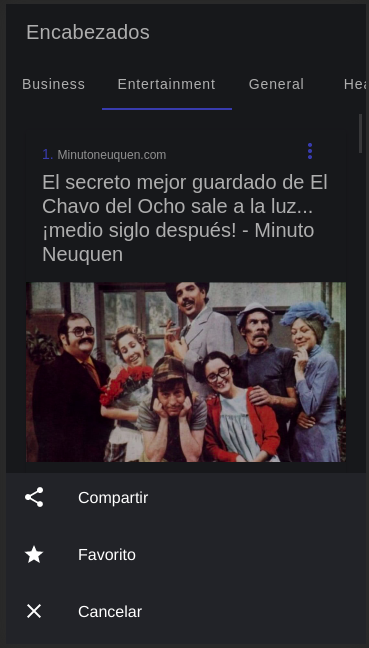 Encabezados
Business Entertainment General Hea
1. Minutoneuquen.com
El secreto mejor guardado de El
Chavo del Ocho sale a la luz...
¡medio siglo después! - Minuto
Neuquen
Compartir
Favorito
Cancelar